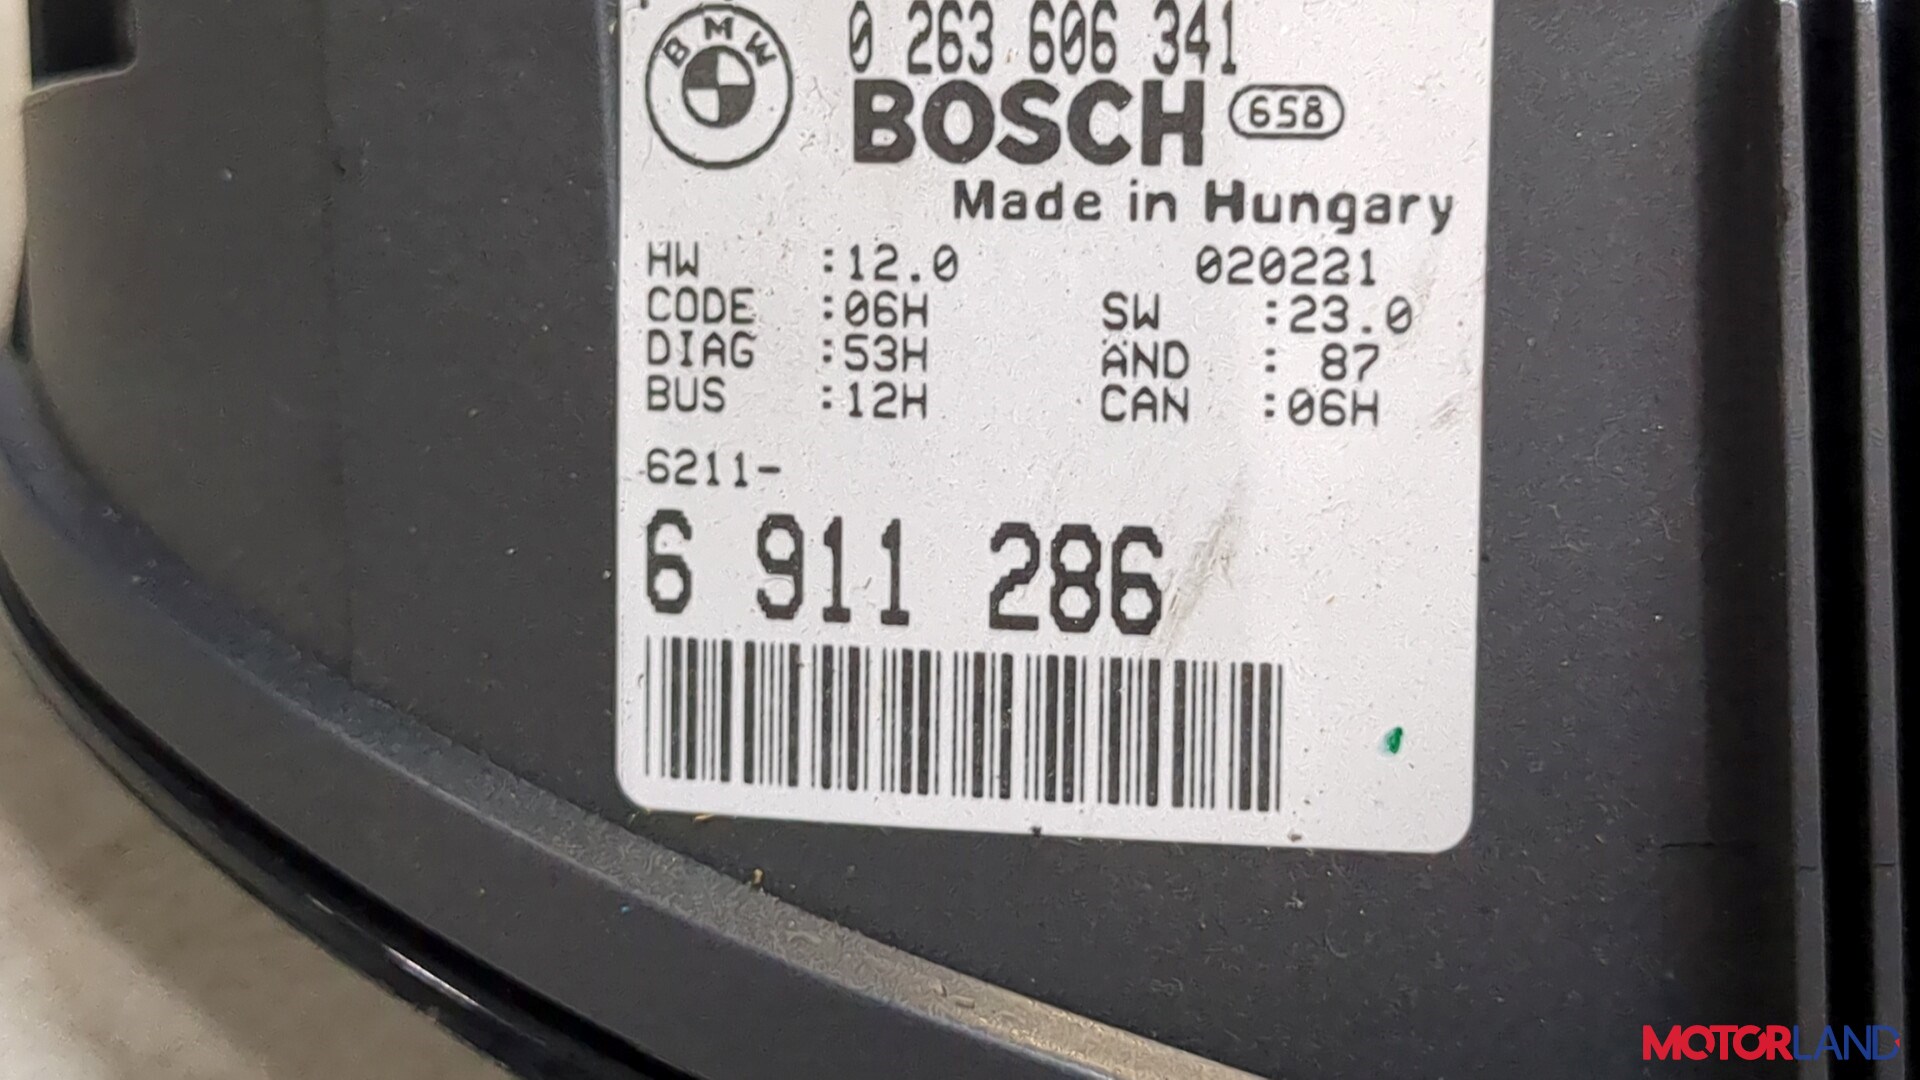 0 263 606 341
BMW
BOSCH 658
Made in Hungary
HW :12.0 020221
CODE :06H SW :23.0
DIAG :53H AND : 87
BUS :12H CAN :06H
6211-
6 911 286
MOTORLAND